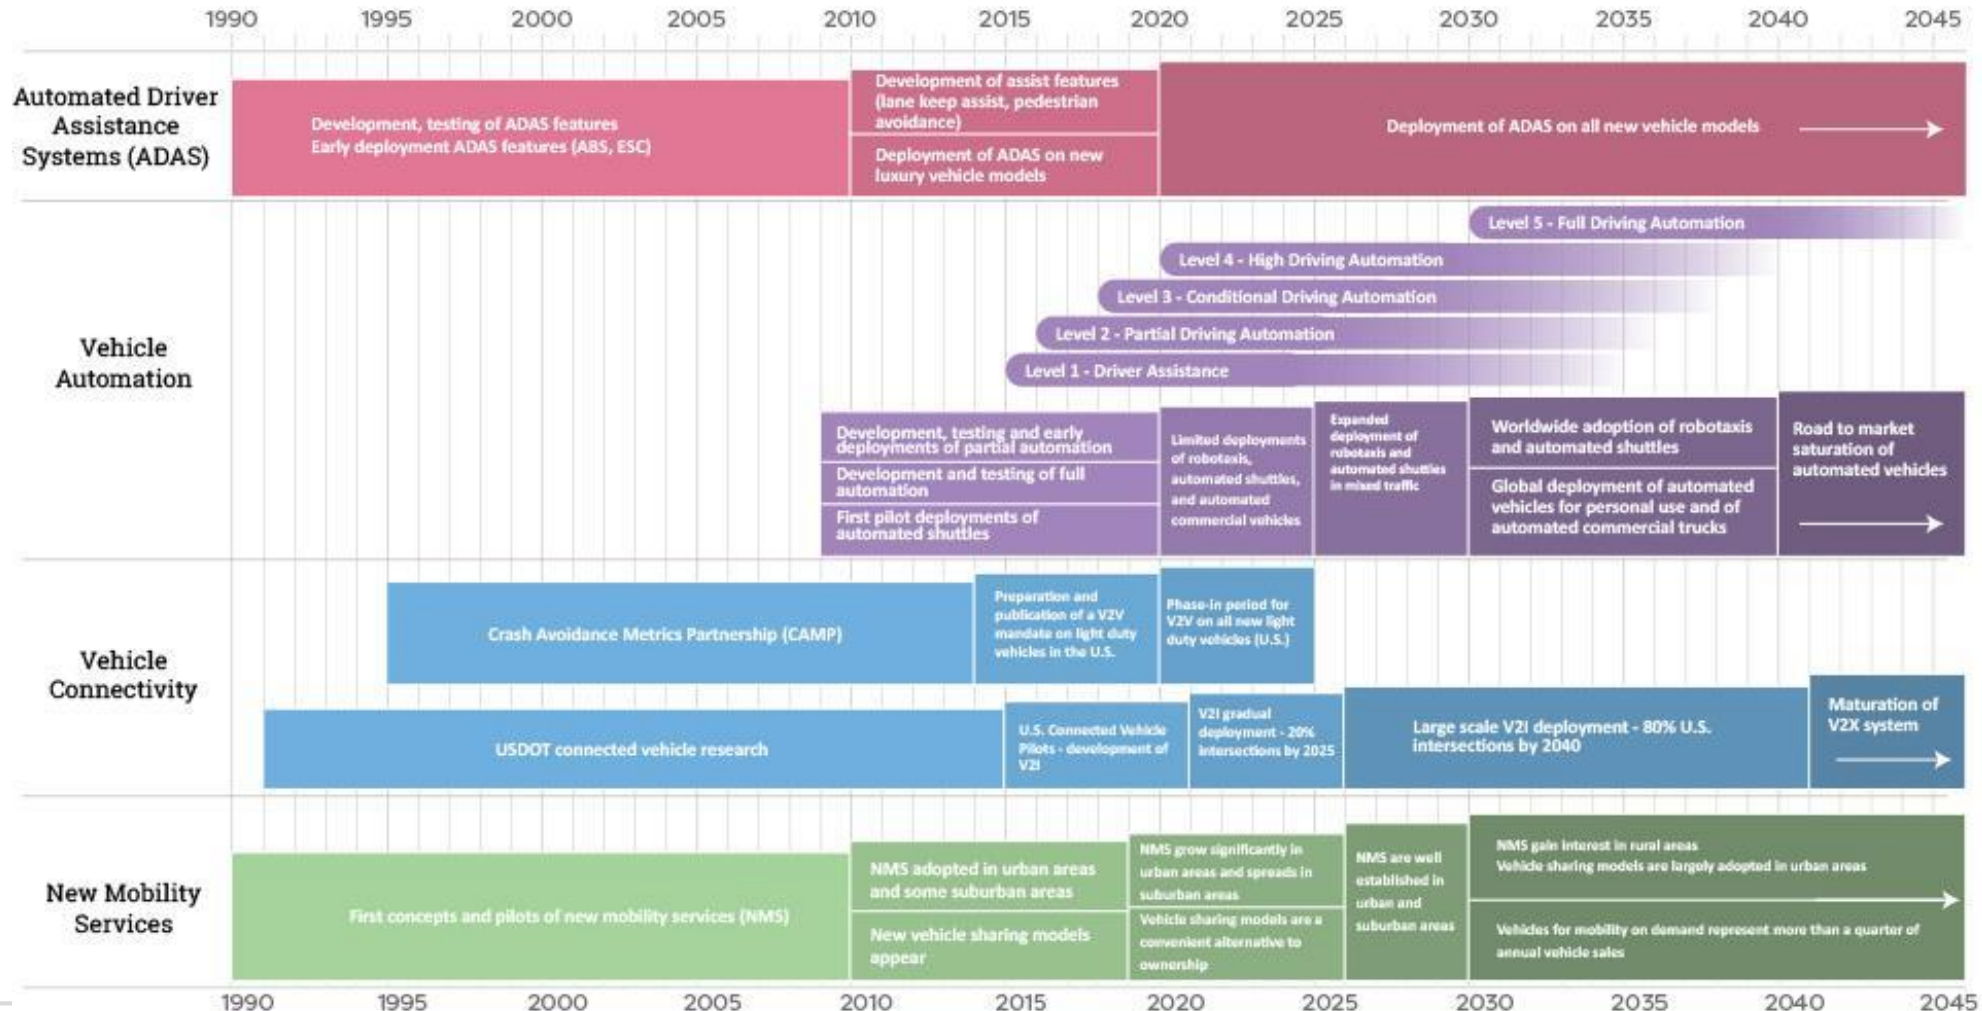 1990 1995 2000 2005 2010 2015 2020 2025 2030 2035 2040 2045
Automated Driver
Assistance
Systems (ADAS)
Development, testing of ADAS features
Early deployment ADAS features (ABS, ESC)
Development of assist features
(lane keep assist, pedestrian
avoidance)
Deployment of ADAS on new
luxury vehicle models
Deployment of ADAS on all new vehicle models
Vehicle
Automation
Level 5 - Full Driving Automation
Level 4 - High Driving Automation
Level 3 - Conditional Driving Automation
Level 2 - Partial Driving Automation
Level 1 - Driver Assistance
Development, testing and early
deployments of partial automation
Development and testing of full
automation
First pilot deployments of
automated shuttles
Limited deployments
of robotaxis,
automated shuttles,
and automated
commercial vehicles
Expanded
deployment of
robotaxis and
automated shuttles
in mixed traffic
Worldwide adoption of robotaxis
and automated shuttles
Global deployment of automated
vehicles for personal use and of
automated commercial trucks
Road to market
saturation of
automated vehicles
Vehicle
Connectivity
Crash Avoidance Metrics Partnership (CAMP)
Preparation and
publication of a V2V
mandate on light duty
vehicles in the U.S.
Phase-in period for
V2V on all new light
duty vehicles (U.S.)
USDOT connected vehicle research
U.S. Connected Vehicle
Pilots - development of
V2I
V2I gradual
deployment - 20%
intersections by 2025
Large scale V2I deployment - 80% U.S.
intersections by 2040
Maturation of
V2X system
New Mobility
Services
First concepts and pilots of new mobility services (NMS)
NMS adopted in urban areas
and some suburban areas
New vehicle sharing models
appear
NMS grow significantly in
urban areas and spreads in
suburban areas
Vehicle sharing models are a
convenient alternative to
ownership
NMS are well
established in
urban and
suburban areas
NMS gain interest in rural areas
Vehicle sharing models are largely adopted in urban areas
Vehicles for mobility on demand represent more than a quarter of
annual vehicle sales
1990 1995 2000 2005 2010 2015 2020 2025 2030 2035 2040 2045